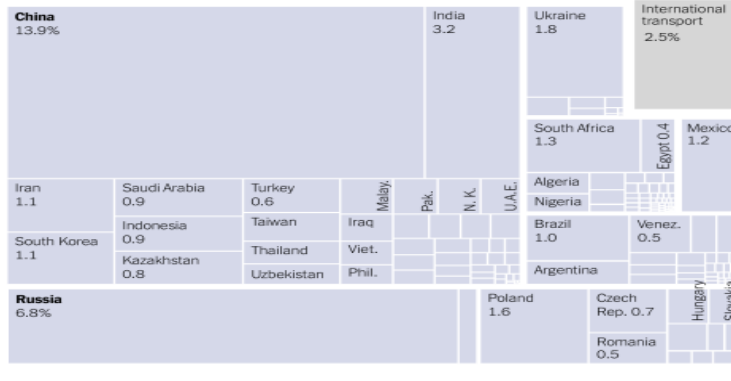 China
13.9%
India
3.2
Ukraine
1.8
International
transport
2.5%
South Africa
1.3
Egypt 0.4
Mexico
1.2
Iran
1.1
Saudi Arabia
0.9
Turkey
0.6
Malay.
Pak.
N. K.
U.A.E.
Algeria
Nigeria
South Korea
1.1
Indonesia
0.9
Kazakhstan
0.8
Taiwan
Thailand
Uzbekistan
Iraq
Viet.
Phil.
Brazil
1.0
Venez.
0.5
Argentina
Russia
6.8%
Poland
1.6
Czech
Rep. 0.7
Romania
0.5
Hungary
Slovakia